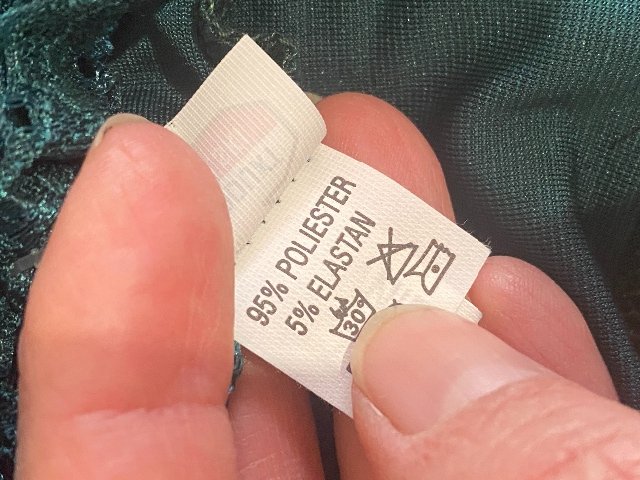 95% POLIESTER
5% ELASTAN
30°